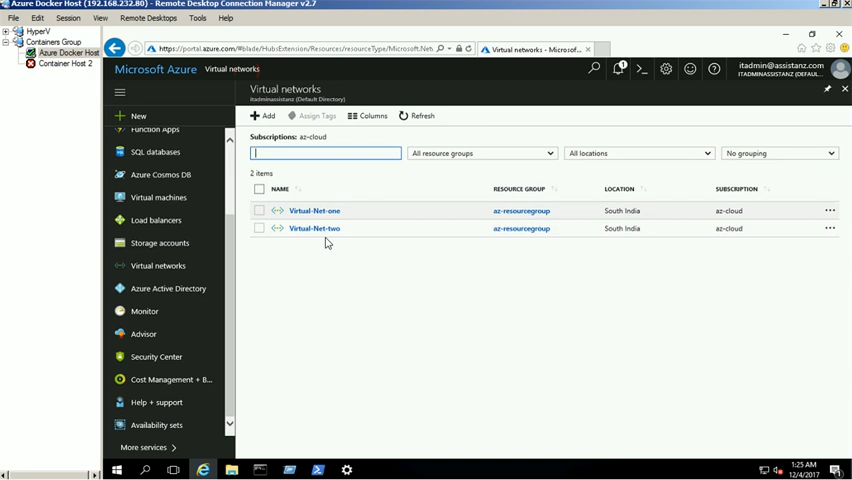 Azure Docker Host (192.168.232.80) - Remote Desktop Connection Manager v2.7
File Edit Session View Remote Desktops Tools Help
HyperV
Containers Group
Azure Docker Host
Container Host 2
https://portal.azure.com/#blade/HubsExtension/Resources/resourceType/Microsoft.Net
Virtual networks - Microsof...
Microsoft Azure Virtual networks
1
itadmin@assistanz.com
ITADMINASSISTANZ (DEFAUL...
New
Function Apps
SQL databases
Azure Cosmos DB
Virtual machines
Load balancers
Storage accounts
Virtual networks
Azure Active Directory
Monitor
Advisor
Security Center
Cost Management + B...
Help + support
Availability sets
More services
Virtual networks
itadminassistanz (Default Directory)
Add Assign Tags Columns Refresh
Subscriptions: az-cloud
All resource groups All locations No grouping
2 items
NAME RESOURCE GROUP LOCATION SUBSCRIPTION
Virtual-Net-one az-resourcegroup South India az-cloud
Virtual-Net-two az-resourcegroup South India az-cloud
1:25 AM
12/4/2017